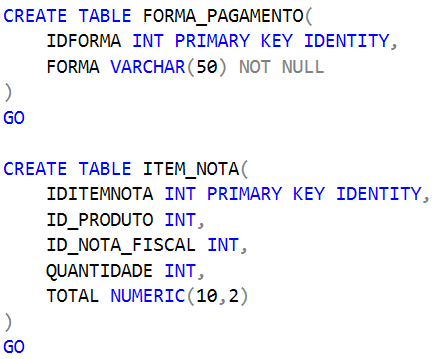 CREATE TABLE FORMA_PAGAMENTO(
    IDFORMA INT PRIMARY KEY IDENTITY,
    FORMA VARCHAR(50) NOT NULL
)
GO

CREATE TABLE ITEM_NOTA(
    IDITEMNOTA INT PRIMARY KEY IDENTITY,
    ID_PRODUTO INT,
    ID_NOTA_FISCAL INT,
    QUANTIDADE INT,
    TOTAL NUMERIC(10,2)
)
GO